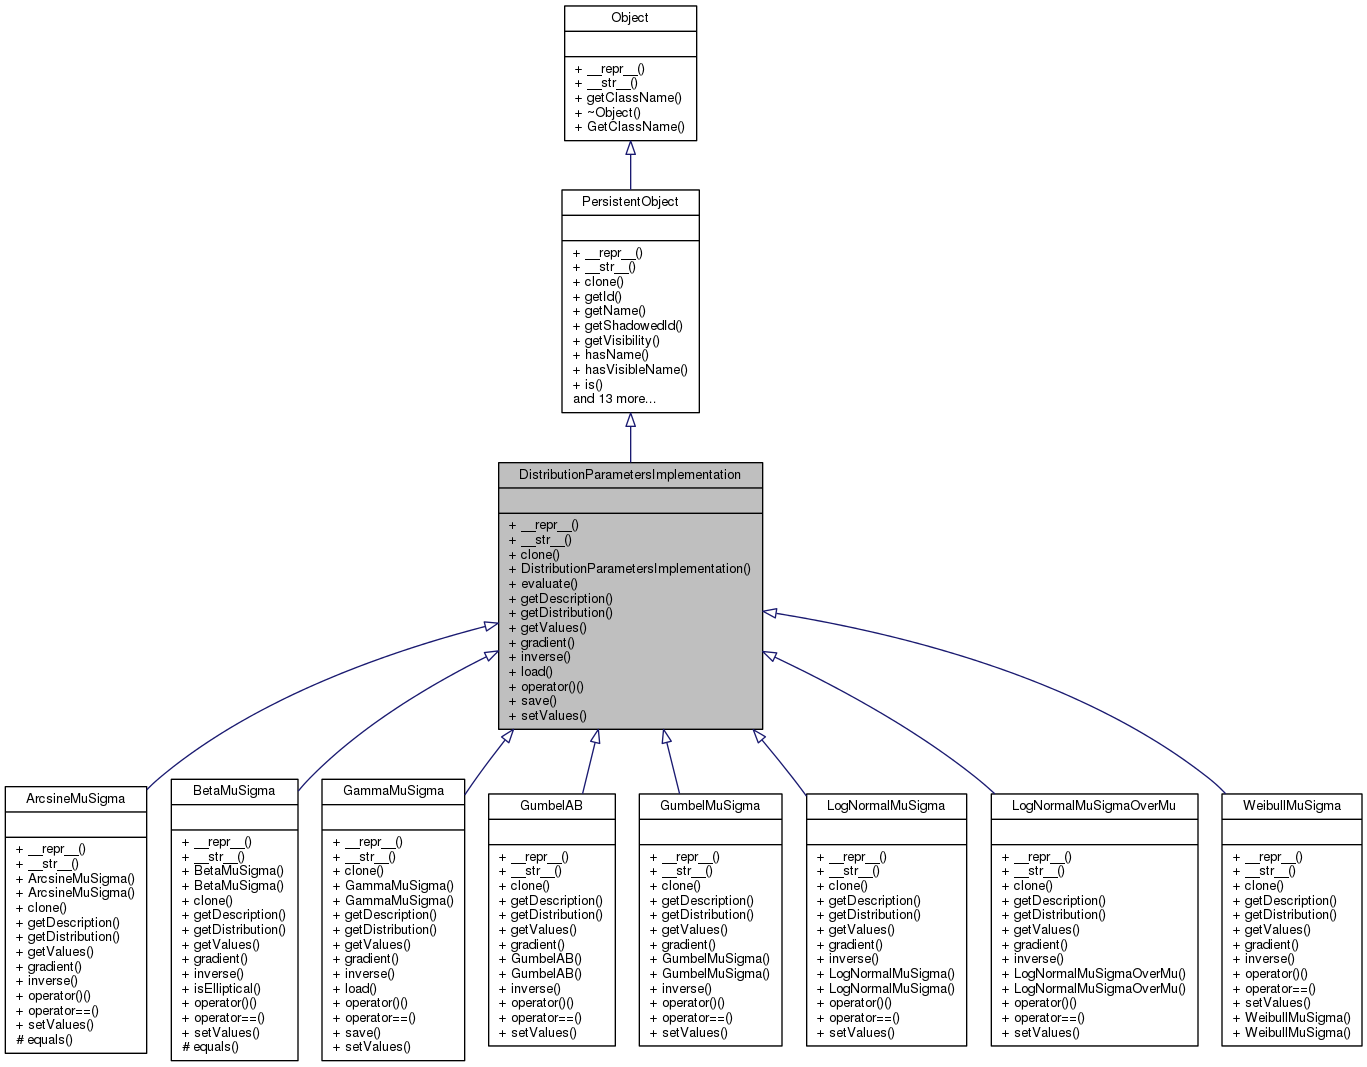 Object
+ __repr__()
+ __str__()
+ getClassName()
+ ~Object()
+ GetClassName()
PersistentObject
+ __repr__()
+ __str__()
+ clone()
+ getId()
+ getName()
+ getShadowedId()
+ getVisibility()
+ hasName()
+ hasVisibleName()
+ is()
and 13 more...
DistributionParametersImplementation
+ __repr__()
+ __str__()
+ clone()
+ DistributionParametersImplementation()
+ evaluate()
+ getDescription()
+ getDistribution()
+ getValues()
+ gradient()
+ inverse()
+ load()
+ operator()()
+ save()
+ setValues()
ArcsineMuSigma
+ __repr__()
+ __str__()
+ ArcsineMuSigma()
+ ArcsineMuSigma()
+ clone()
+ getDescription()
+ getDistribution()
+ getValues()
+ gradient()
+ inverse()
+ operator()()
+ operator==()
+ setValues()
# equals()
BetaMuSigma
+ __repr__()
+ __str__()
+ BetaMuSigma()
+ BetaMuSigma()
+ clone()
+ getDescription()
+ getDistribution()
+ getValues()
+ gradient()
+ inverse()
+ isElliptical()
+ operator()()
+ operator==()
+ setValues()
# equals()
GammaMuSigma
+ __repr__()
+ __str__()
+ clone()
+ GammaMuSigma()
+ GammaMuSigma()
+ getDescription()
+ getDistribution()
+ getValues()
+ gradient()
+ inverse()
+ load()
+ operator()()
+ operator==()
+ save()
+ setValues()
GumbelAB
+ __repr__()
+ __str__()
+ clone()
+ getDescription()
+ getDistribution()
+ getValues()
+ gradient()
+ GumbelAB()
+ GumbelAB()
+ inverse()
+ operator()()
+ operator==()
+ setValues()
GumbelMuSigma
+ __repr__()
+ __str__()
+ clone()
+ getDescription()
+ getDistribution()
+ getValues()
+ gradient()
+ GumbelMuSigma()
+ GumbelMuSigma()
+ inverse()
+ operator()()
+ operator==()
+ setValues()
LogNormalMuSigma
+ __repr__()
+ __str__()
+ clone()
+ getDescription()
+ getDistribution()
+ getValues()
+ gradient()
+ inverse()
+ LogNormalMuSigma()
+ LogNormalMuSigma()
+ operator()()
+ operator==()
+ setValues()
LogNormalMuSigmaOverMu
+ __repr__()
+ __str__()
+ clone()
+ getDescription()
+ getDistribution()
+ getValues()
+ gradient()
+ inverse()
+ LogNormalMuSigmaOverMu()
+ LogNormalMuSigmaOverMu()
+ operator()()
+ operator==()
+ setValues()
WeibullMuSigma
+ __repr__()
+ __str__()
+ clone()
+ getDescription()
+ getDistribution()
+ getValues()
+ gradient()
+ inverse()
+ operator()()
+ operator==()
+ setValues()
+ WeibullMuSigma()
+ WeibullMuSigma()